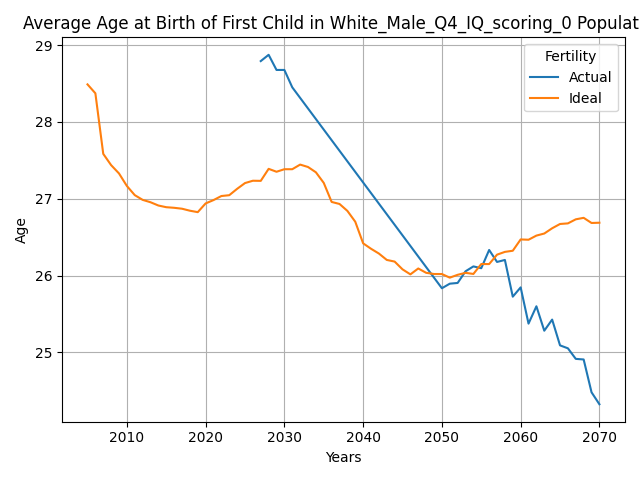 Average Age at Birth of First Child in White_Male_Q4_IQ_scoring_0 Populat
29
28
27
26
25
Age
Fertility
Actual
Ideal
2010 2020 2030 2040 2050 2060 2070
Years